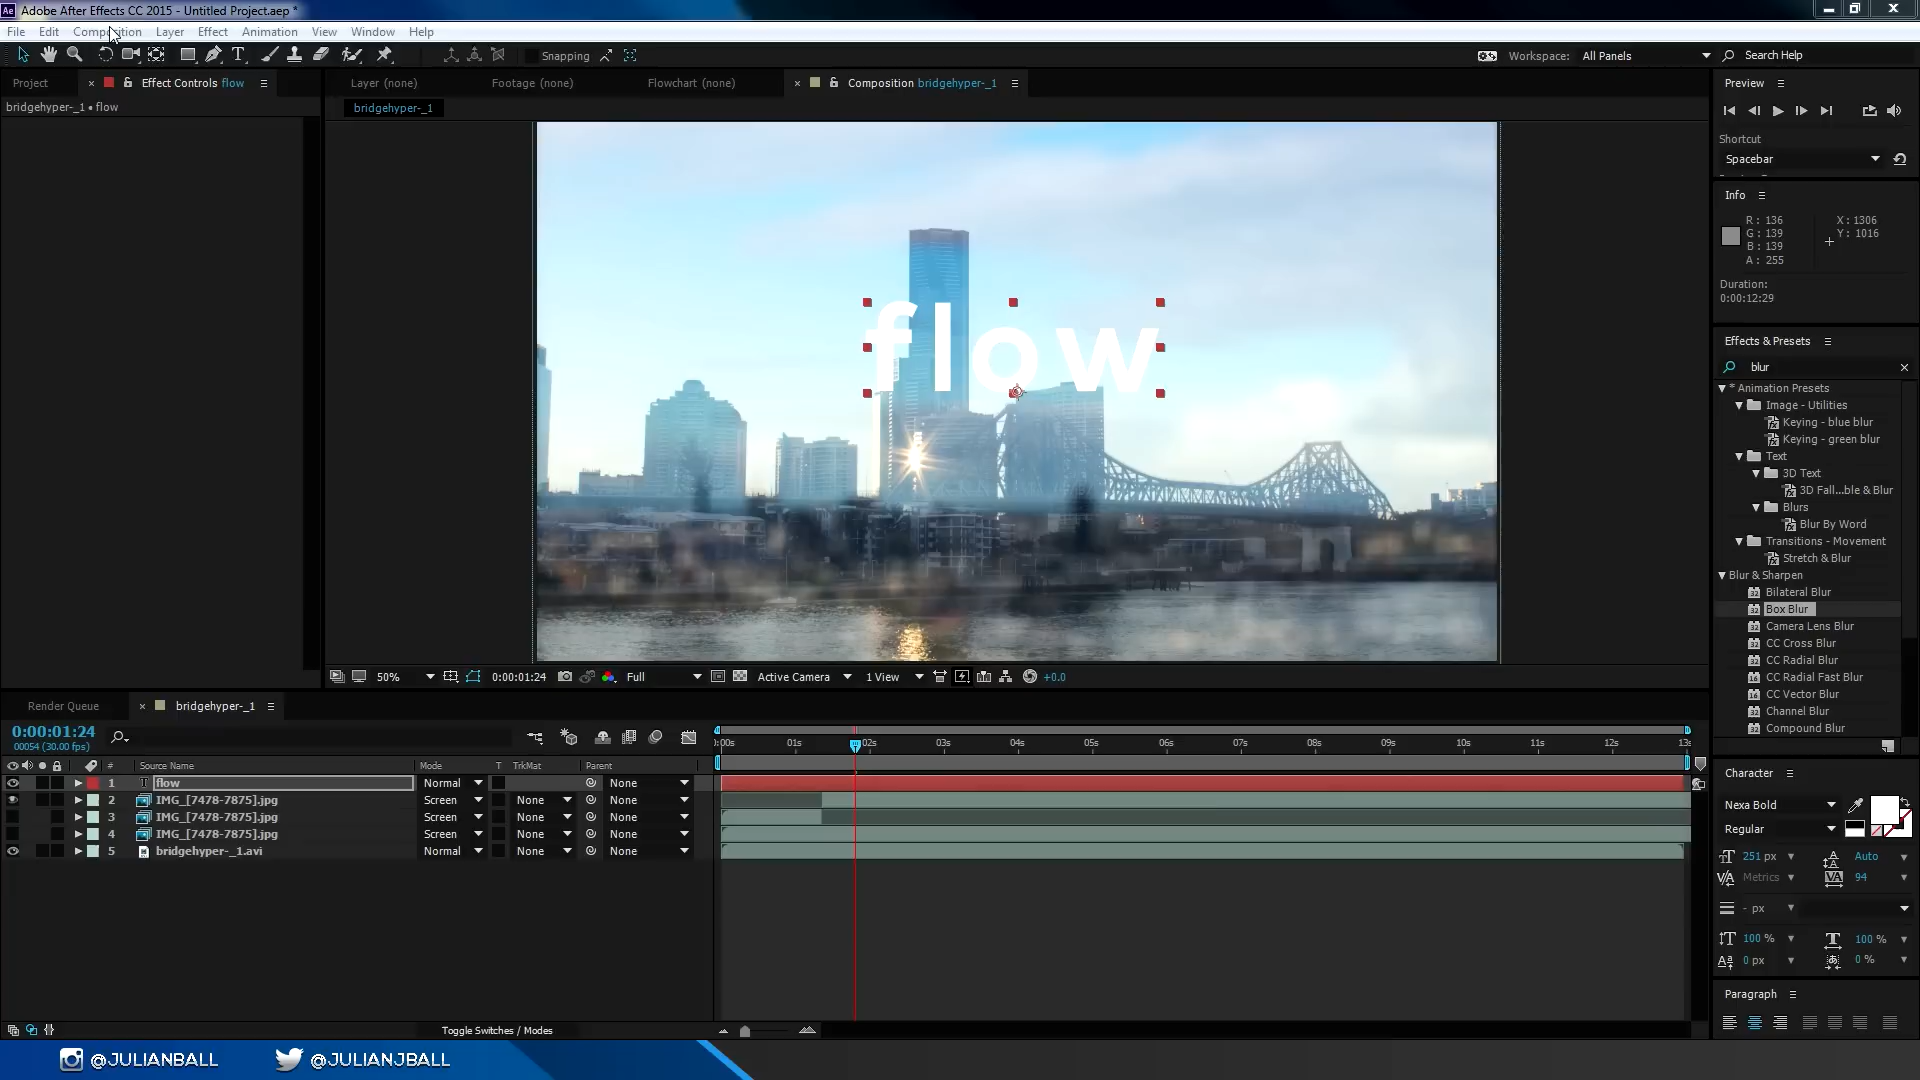 Adobe After Effects CC 2015 - Untitled Project.aep *
File Edit Composition Layer Effect Animation View Window Help
Snapping
Workspace: All Panels
Search Help
Project
Effect Controls flow
bridgehyper-_1 • flow
Layer (none)
Footage (none)
Flowchart (none)
Composition bridgehyper-_1
bridgehyper-_1
flow
50%
0:00:01:24
Full
Active Camera
1 View
+0.0
Preview
Shortcut
Spacebar
Info
R: 136
G: 139
B: 139
A: 255
X: 1306
Y: 1016
Duration:
0:00:12:29
Effects & Presets
blur
* Animation Presets
Image - Utilities
Keying - blue blur
Keying - green blur
Text
3D Text
3D Fall...ble & Blur
Blurs
Blur By Word
Transitions - Movement
Stretch & Blur
Blur & Sharpen
Bilateral Blur
Box Blur
Camera Lens Blur
CC Cross Blur
CC Radial Blur
CC Radial Fast Blur
CC Vector Blur
Channel Blur
Compound Blur
Character
Nexa Bold
Regular
251 px
Auto
Metrics
94
- px
100 %
100 %
0 px
0 %
Paragraph
Render Queue
bridgehyper-_1
0:00:01:24
00054 (30.00 fps)
# Source Name Mode T TrkMat Parent
1 flow Normal None
2 IMG_[7478-7875].jpg Screen None None
3 IMG_[7478-7875].jpg Screen None None
4 IMG_[7478-7875].jpg Screen None None
5 bridgehyper-_1.avi Normal None None
:00s 01s 02s 03s 04s 05s 06s 07s 08s 09s 10s 11s 12s 13s
Toggle Switches / Modes
@JULIANBALL
@JULIANJBALL